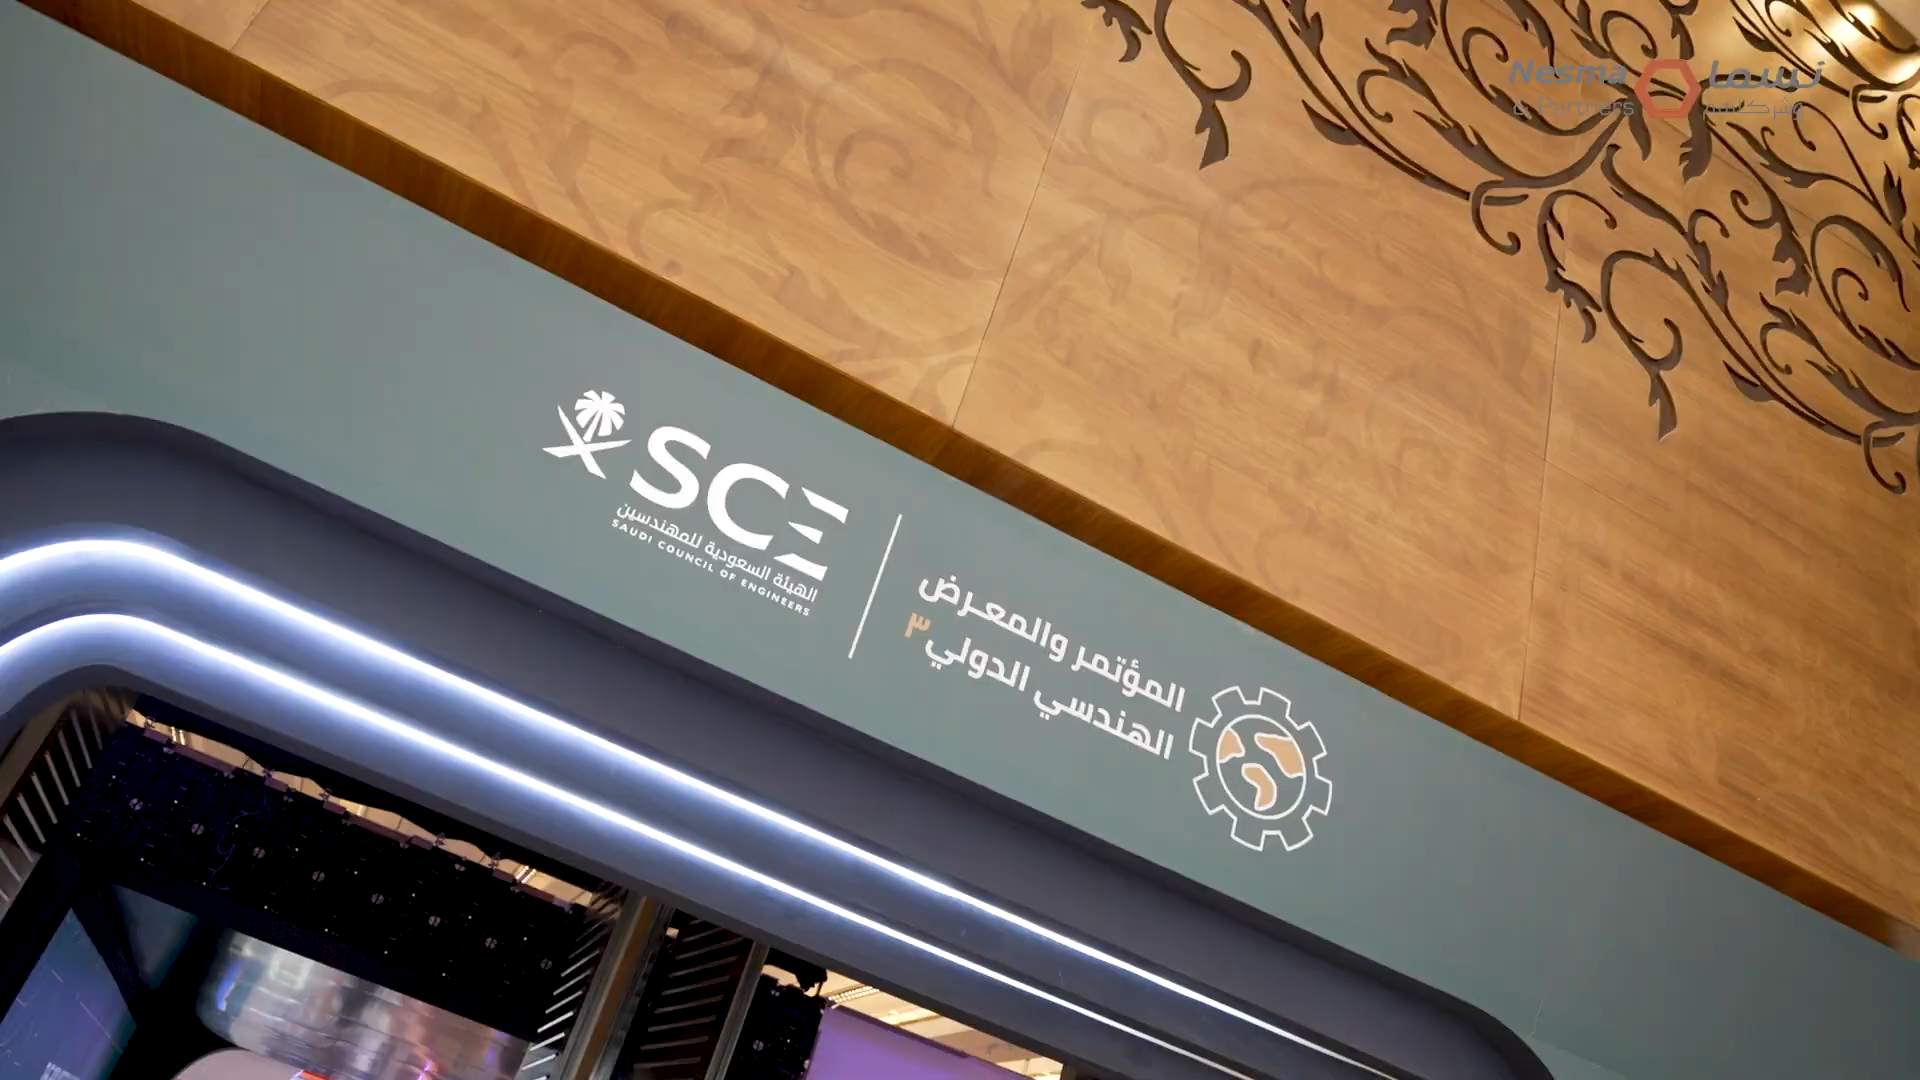 Nesma
& Partners
نسما
وشركاهم
SCE
الهيئة السعودية للمهندسين
SAUDI COUNCIL OF ENGINEERS
المؤتمر والمعرض
الهندسي الدولي ٣